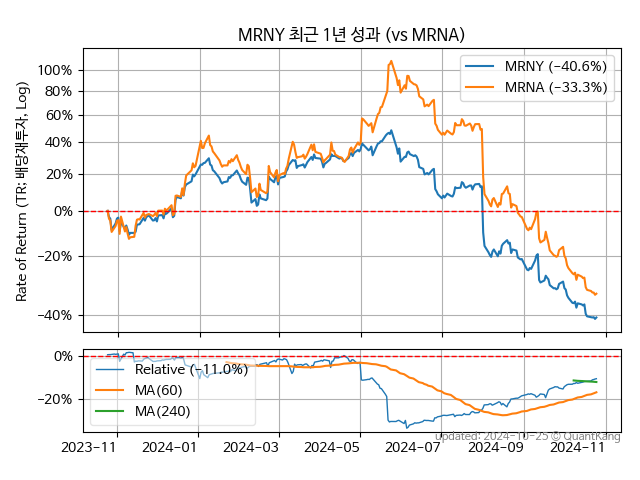 MRNY 최근 1년 성과 (vs MRNA)
Rate of Return (TR: 배당재투자, Log)
100%
80%
60%
40%
20%
0%
−20%
−40%
MRNY (−40.6%)
MRNA (−33.3%)
0%
−20%
Relative (−11.0%)
MA(60)
MA(240)
2023−11 2024−01 2024−03 2024−05 2024−07 2024−09 2024−11
updated: 2024−10−25 © QuantKang